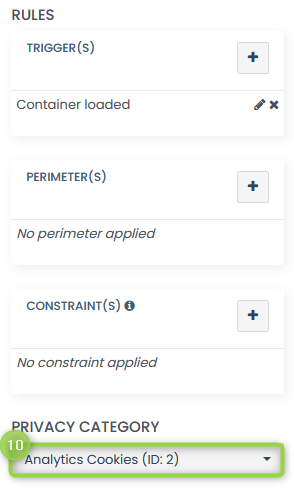 RULES
TRIGGER(S)
+
Container loaded
PERIMETER(S)
+
No perimeter applied
CONSTRAINT(S)
+
No constraint applied
PRIVACY CATEGORY
10
Analytics Cookies (ID: 2)